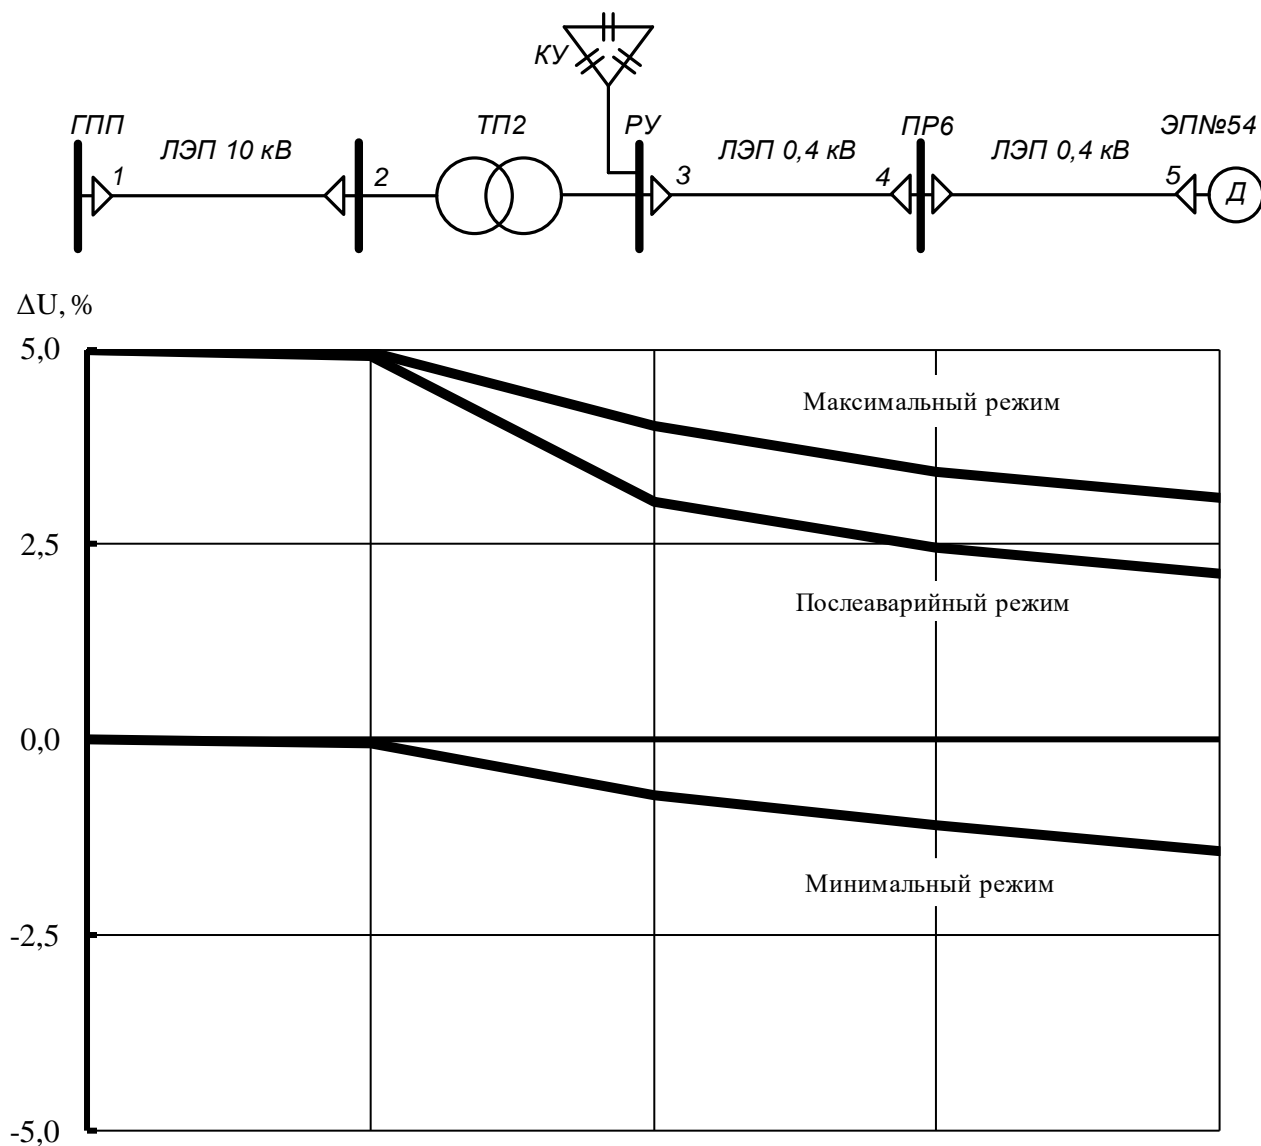 КУ
ГПП
ТП2
РУ
ПР6
ЭП№54
ЛЭП 10 кВ
ЛЭП 0,4 кВ
ЛЭП 0,4 кВ
1
2
3
4
5
Д
ΔU, %
5,0
Максимальный режим
2,5
Послеаварийный режим
0,0
Минимальный режим
-2,5
-5,0